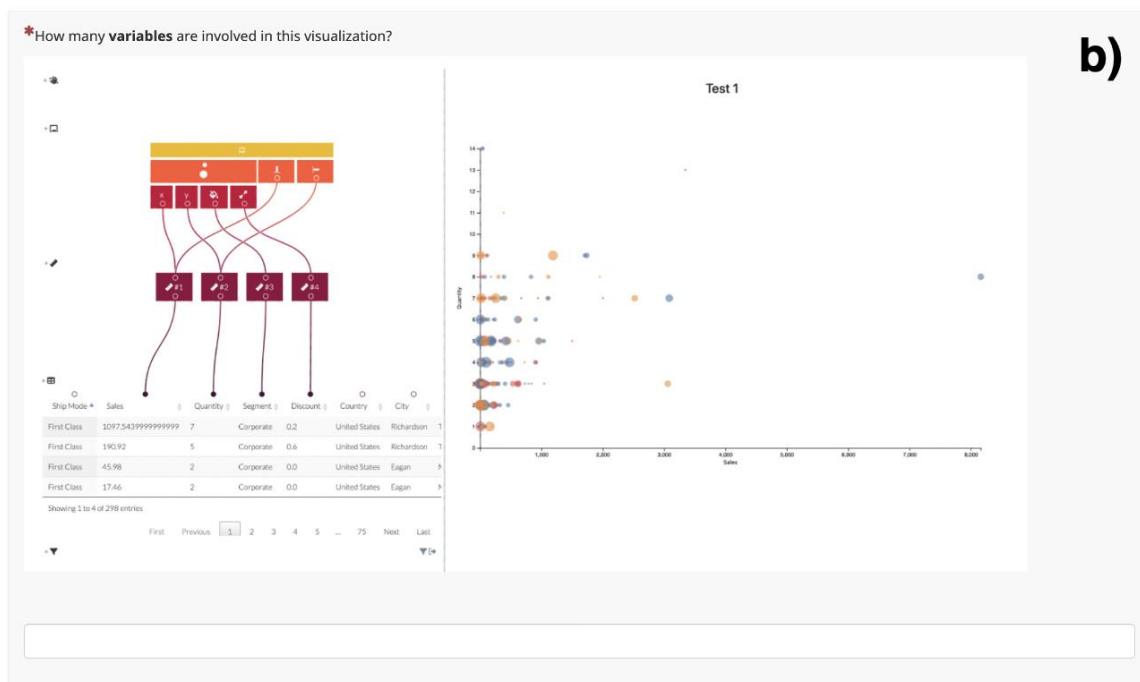 *How many variables are involved in this visualization?
b)
Test 1
x y
#1 #2 #3 #4
Ship Mode Sales Quantity Segment Discount Country City
First Class 1097.5439999999999 7 Corporate 0.2 United States Richardson T
First Class 190.92 5 Corporate 0.6 United States Richardson T
First Class 45.98 2 Corporate 0.0 United States Eagan M
First Class 17.46 2 Corporate 0.0 United States Eagan M
Showing 1 to 4 of 298 entries
First Previous 1 2 3 4 5 ... 75 Next Last
14
13
12
11
10
9
8
7
6
5
4
3
2
1
0
Quantity
1,000 2,000 3,000 4,000 5,000 6,000 7,000 8,000
Sales